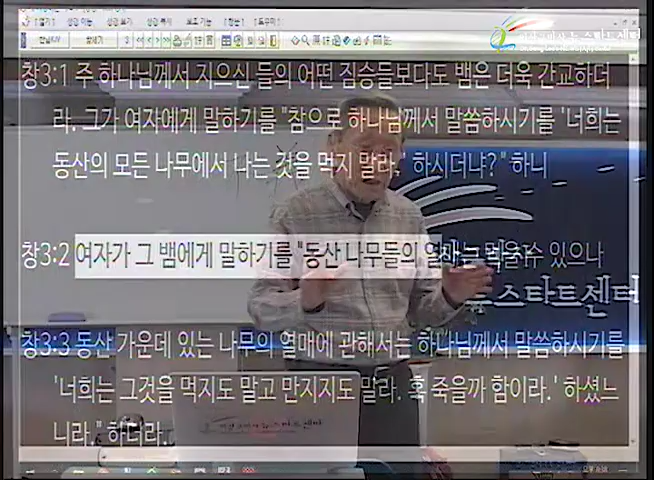 창3:1 주 하나님께서 지으신 들의 어떤 짐승들보다도 뱀은 더욱 간교하더
라. 그가 여자에게 말하기를 "참으로 하나님께서 말씀하시기를 '너희는
동산의 모든 나무에서 나는 것을 먹지 말라.' 하시더냐?" 하니
창3:2 여자가 그 뱀에게 말하기를 "동산 나무들의 열매는 먹을 수 있으나
뉴스타트센터
창3:3 동산 가운데 있는 나무의 열매에 관해서는 하나님께서 말씀하시기를
'너희는 그것을 먹지도 말고 만지지도 말라. 혹 죽을까 함이라.' 하셨느
니라." 하더라.